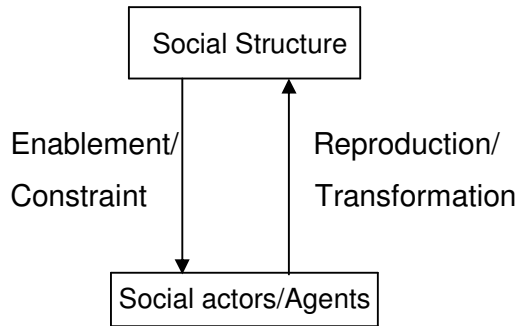 Social Structure
Enablement/
Constraint
Reproduction/
Transformation
Social actors/Agents